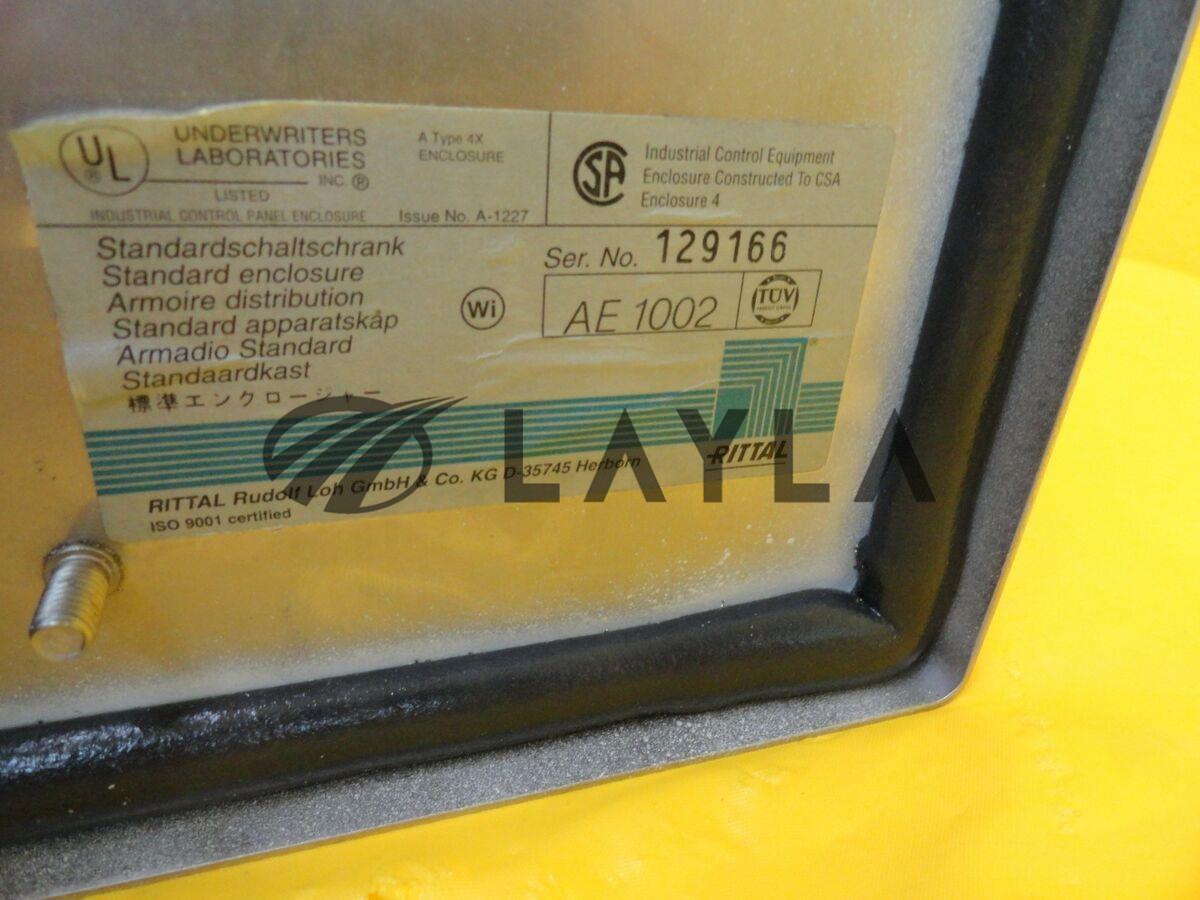 UL
®
UNDERWRITERS
LABORATORIES
INC.®
LISTED
INDUSTRIAL CONTROL PANEL ENCLOSURE
A Type 4X
ENCLOSURE
Issue No. A-1227
SA
Industrial Control Equipment
Enclosure Constructed To CSA
Enclosure 4
Standardschaltschrank
Standard enclosure
Armoire distribution
Standard apparatskåp
Armadio Standard
Standaardkast
標準エンクロージャー
Wi
Ser. No. 129166
AE 1002
TÜV
RITTAL
RITTAL Rudolf Loh GmbH & Co. KG D-35745 Herborn
ISO 9001 certified
LAYLA